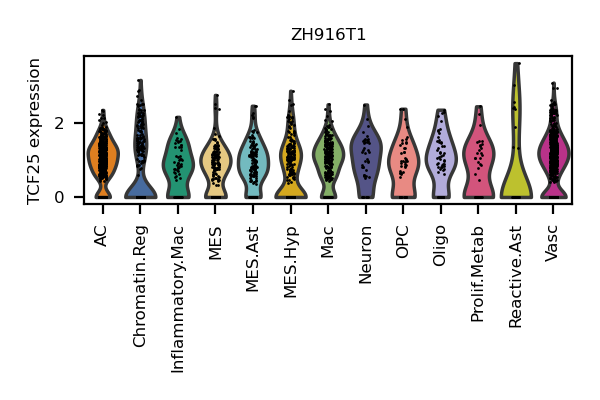 ZH916T1
TCF25 expression
2
0
AC
Chromatin.Reg
Inflammatory.Mac
MES
MES.Ast
MES.Hyp
Mac
Neuron
OPC
Oligo
Prolif.Metab
Reactive.Ast
Vasc